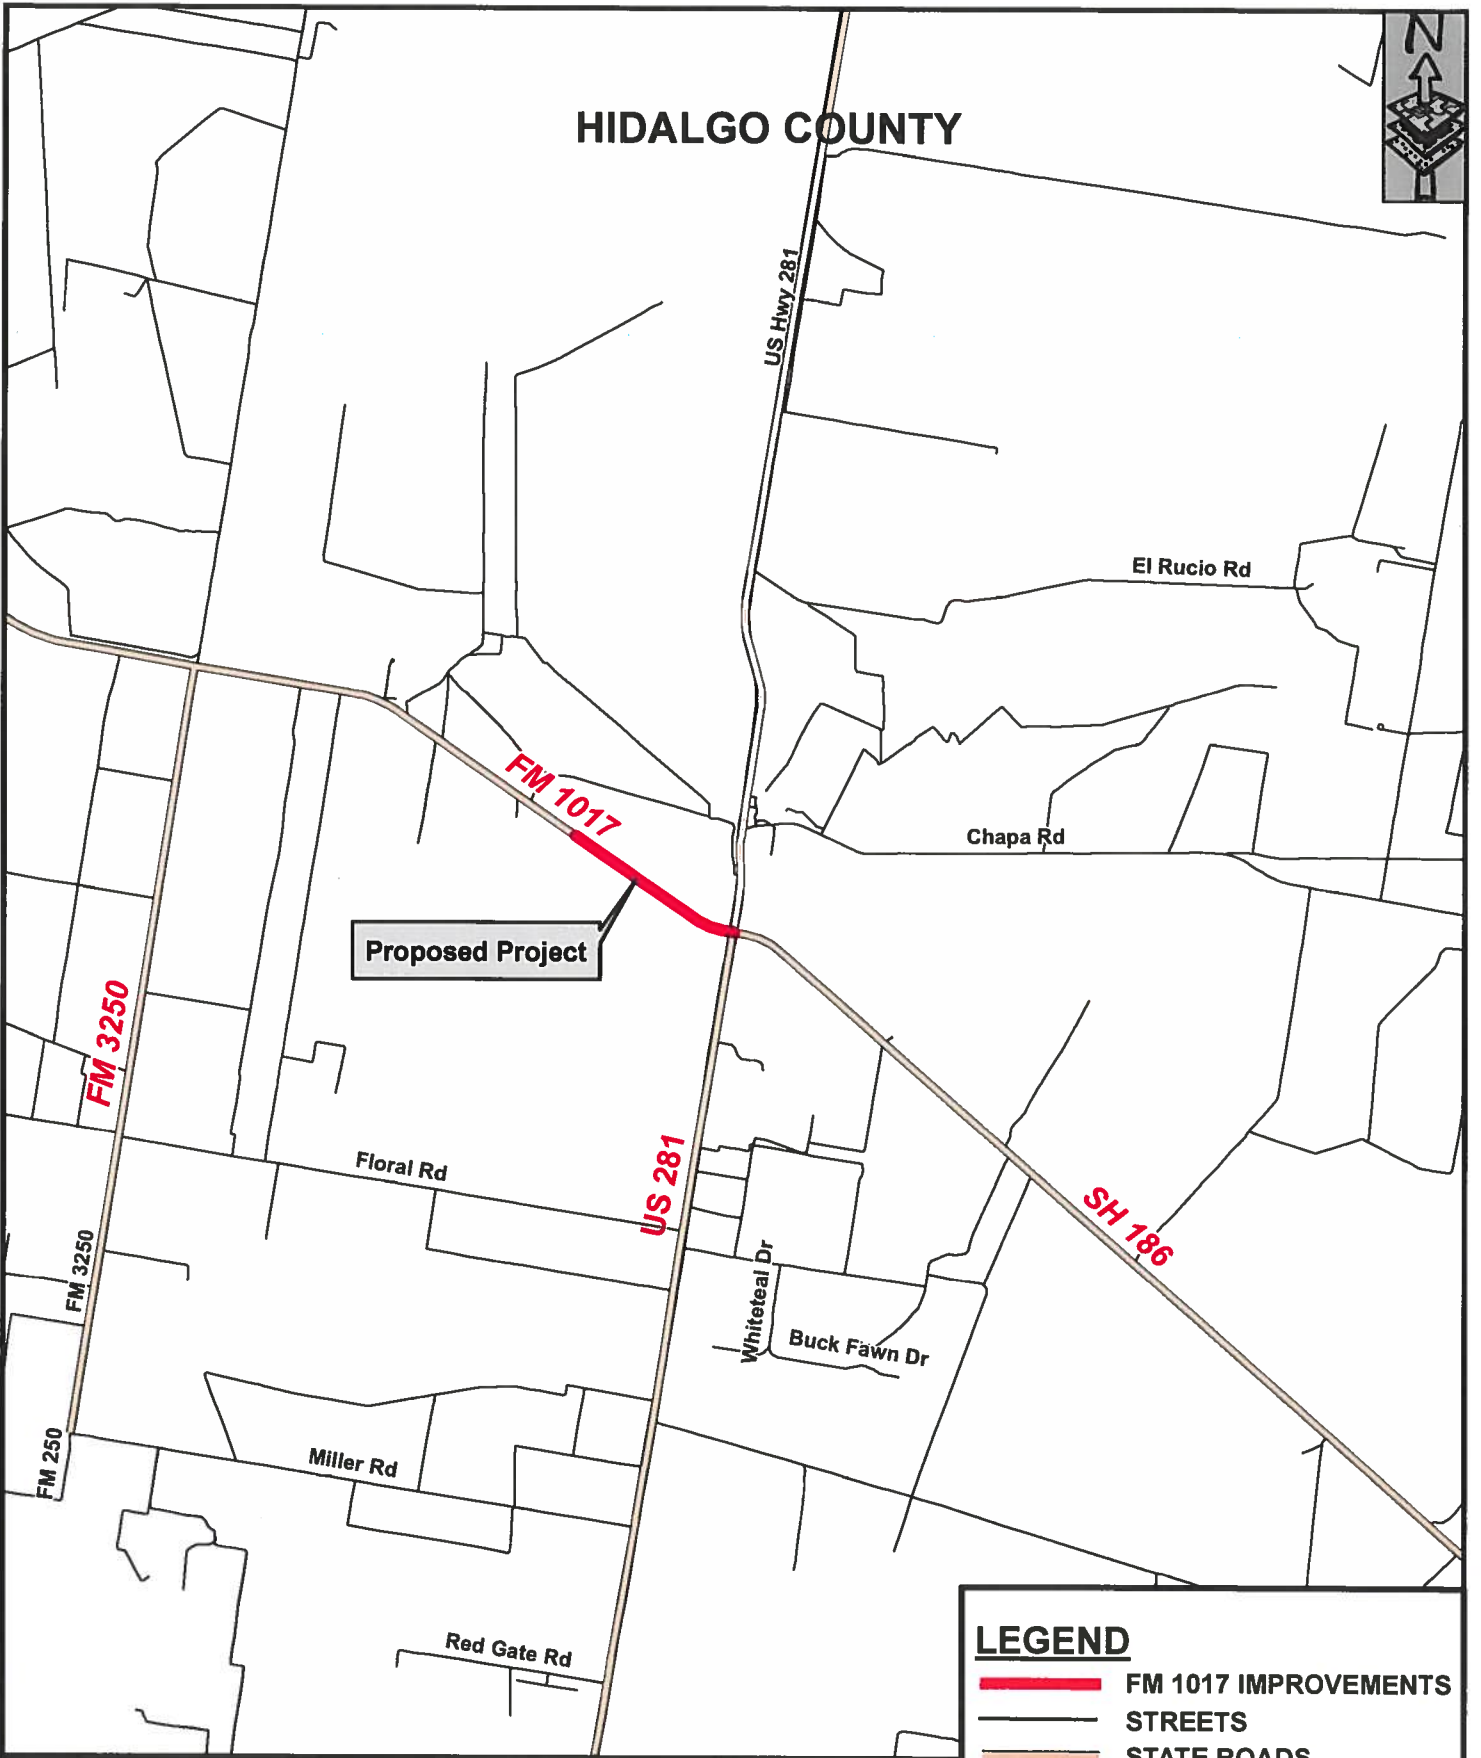 N
HIDALGO COUNTY
US Hwy 281
El Rucio Rd
FM 1017
Chapa Rd
Proposed Project
FM 3250
US 281
Floral Rd
SH 186
FM 3250
Whiteteal Dr
Buck Fawn Dr
FM 250
Miller Rd
Red Gate Rd
LEGEND
FM 1017 IMPROVEMENTS
STREETS
STATE ROADS